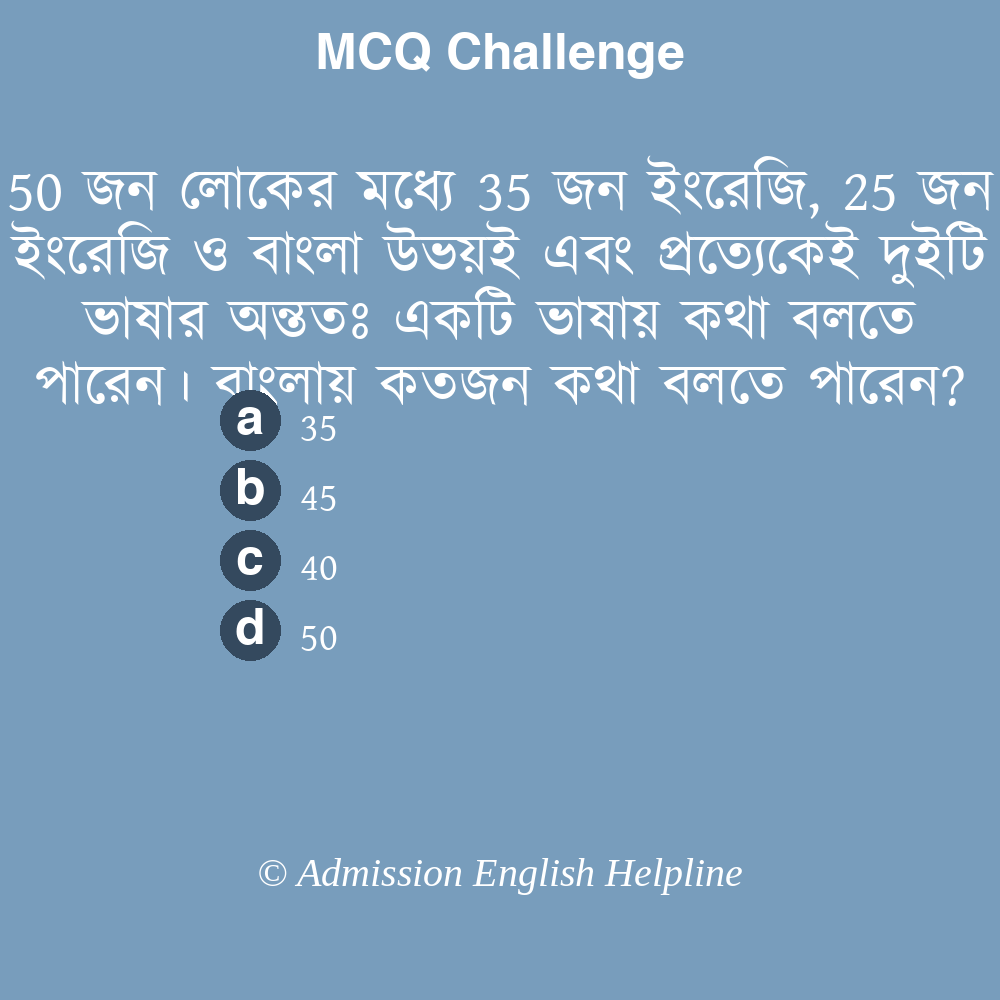 MCQ Challenge
50 জন লোকের মধ্যে 35 জন ইংরেজি, 25 জন
ইংরেজি ও বাংলা উভয়ই এবং প্রত্যেকেই দুইটি
ভাষার অন্ততঃ একটি ভাষায় কথা বলতে
পারেন। বাংলায় কতজন কথা বলতে পারেন?
a 35
b 45
c 40
d 50
© Admission English Helpline